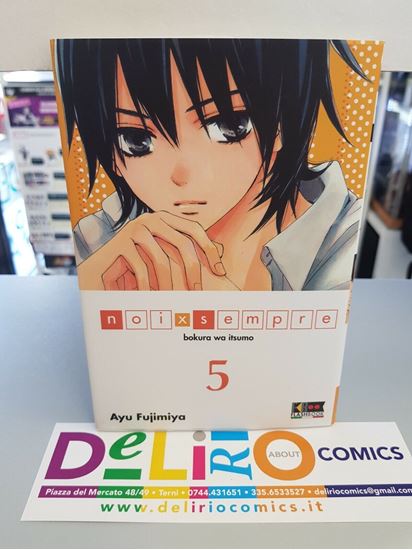 noixsempre
bokura wa itsumo
5
Ayu Fujimiya
FLASHBOOK
DeLiRiO ABOUT COMICS
Piazza del Mercato 48/49 • Terni • 0744.431651 • 335.6533527 • deliriocomics@gmail.com
www.deliriocomics.it